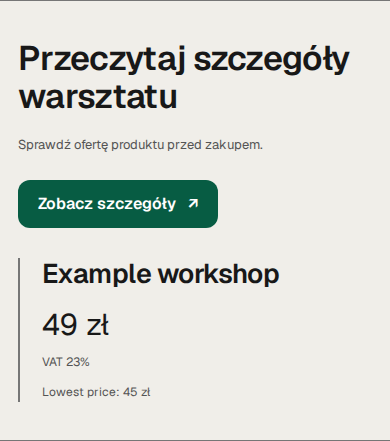 Przeczytaj szczegóły
warsztatu
Sprawdź ofertę produktu przed zakupem.
Zobacz szczegóły ↗
Example workshop
49 zł
VAT 23%
Lowest price: 45 zł